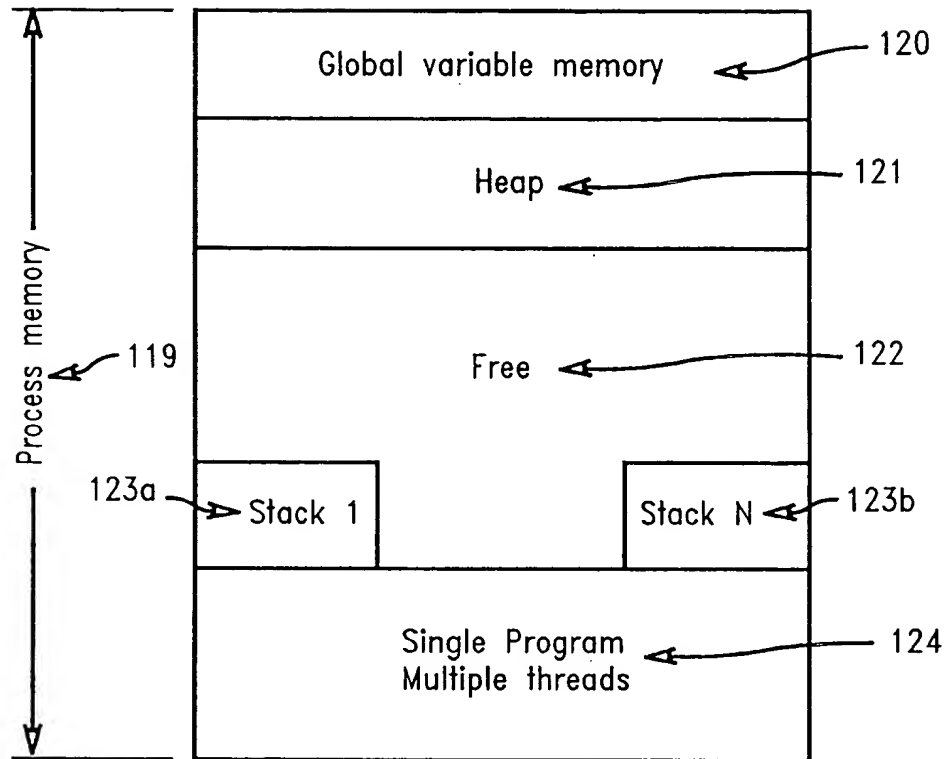 Global variable memory
120
Heap
121
Process memory
119
Free
122
123a
Stack 1
Stack N
123b
Single Program
Multiple threads
124